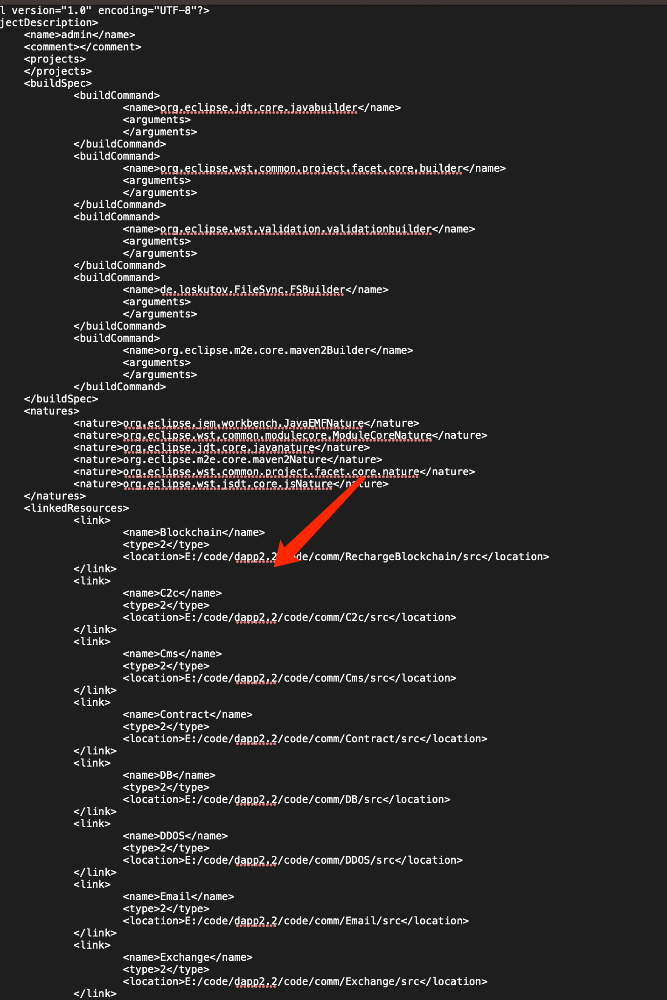 l version="1.0" encoding="UTF-8"?>
jectDescription>
<name>admin</name>
<comment></comment>
<projects>
</projects>
<buildSpec>
<buildCommand>
<name>org.eclipse.jdt.core.javabuilder</name>
<arguments>
</arguments>
</buildCommand>
<buildCommand>
<name>org.eclipse.wst.common.project.facet.core.builder</name>
<arguments>
</arguments>
</buildCommand>
<buildCommand>
<name>org.eclipse.wst.validation.validationbuilder</name>
<arguments>
</arguments>
</buildCommand>
<buildCommand>
<name>de.loskutov.FileSync.FSBuilder</name>
<arguments>
</arguments>
</buildCommand>
<buildCommand>
<name>org.eclipse.m2e.core.maven2Builder</name>
<arguments>
</arguments>
</buildCommand>
</buildSpec>
<natures>
<nature>org.eclipse.jem.workbench.JavaEMFNature</nature>
<nature>org.eclipse.wst.common.modulecore.ModuleCoreNature</nature>
<nature>org.eclipse.jdt.core.javanature</nature>
<nature>org.eclipse.m2e.core.maven2Nature</nature>
<nature>org.eclipse.wst.common.project.facet.core.nature</nature>
<nature>org.eclipse.wst.jsdt.core.jsNature</nature>
</natures>
<linkedResources>
<link>
<name>Blockchain</name>
<type>2</type>
<location>E:/code/dapp2.2/code/comm/RechargeBlockchain/src</location>
</link>
<link>
<name>C2c</name>
<type>2</type>
<location>E:/code/dapp2.2/code/comm/C2c/src</location>
</link>
<link>
<name>Cms</name>
<type>2</type>
<location>E:/code/dapp2.2/code/comm/Cms/src</location>
</link>
<link>
<name>Contract</name>
<type>2</type>
<location>E:/code/dapp2.2/code/comm/Contract/src</location>
</link>
<link>
<name>DB</name>
<type>2</type>
<location>E:/code/dapp2.2/code/comm/DB/src</location>
</link>
<link>
<name>DDOS</name>
<type>2</type>
<location>E:/code/dapp2.2/code/comm/DDOS/src</location>
</link>
<link>
<name>Email</name>
<type>2</type>
<location>E:/code/dapp2.2/code/comm/Email/src</location>
</link>
<link>
<name>Exchange</name>
<type>2</type>
<location>E:/code/dapp2.2/code/comm/Exchange/src</location>
</link>